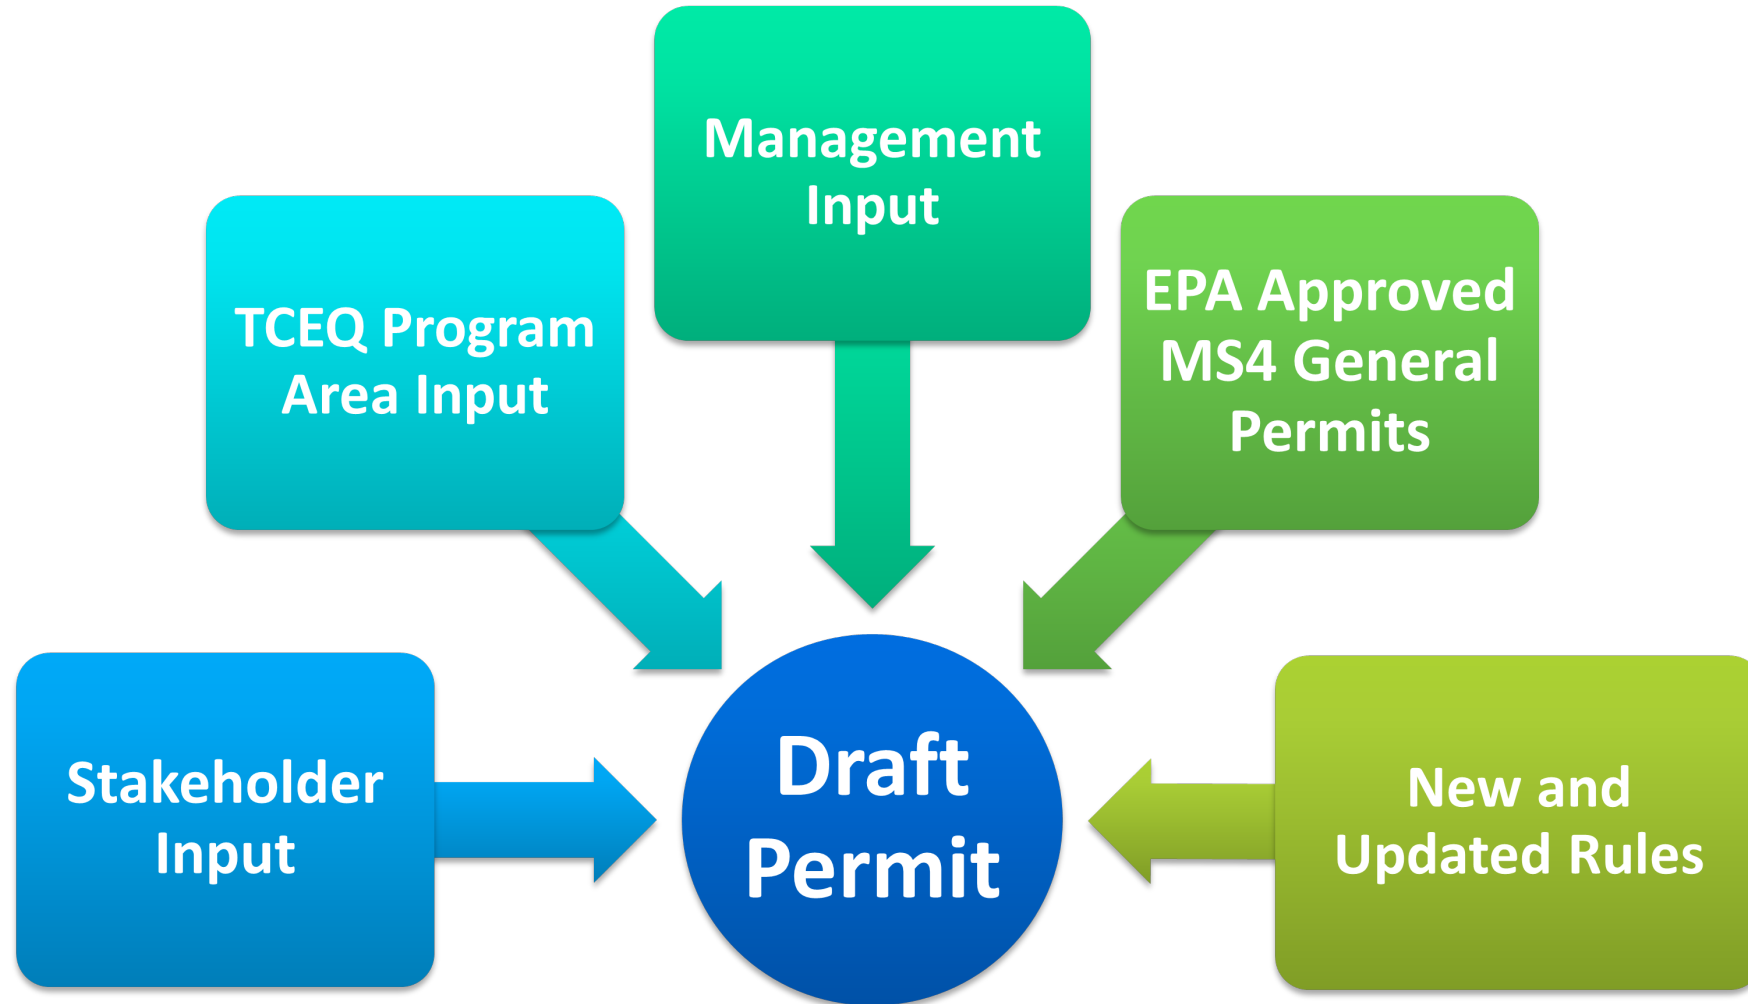 Management
Input
TCEQ Program
Area Input
EPA Approved
MS4 General
Permits
Stakeholder
Input
Draft
Permit
New and
Updated Rules